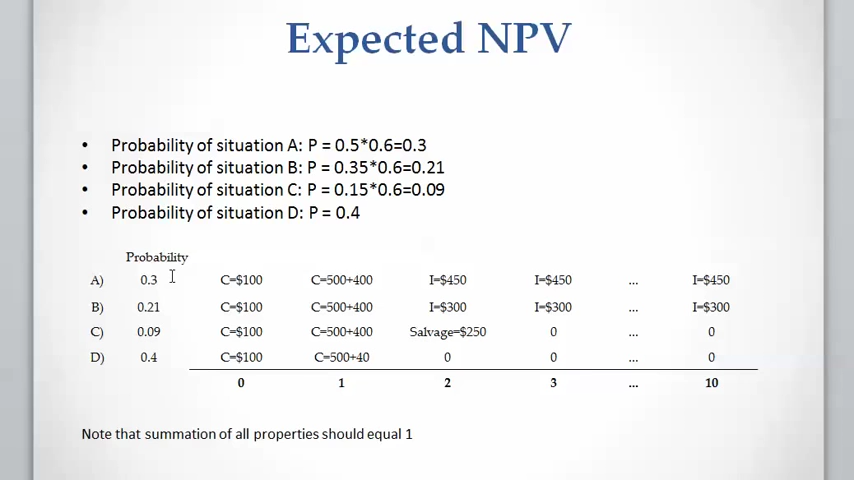 Expected NPV
• Probability of situation A: P = 0.5*0.6=0.3
• Probability of situation B: P = 0.35*0.6=0.21
• Probability of situation C: P = 0.15*0.6=0.09
• Probability of situation D: P = 0.4
Probability
A) 0.3 C=$100 C=500+400 I=$450 I=$450 ... I=$450
B) 0.21 C=$100 C=500+400 I=$300 I=$300 ... I=$300
C) 0.09 C=$100 C=500+400 Salvage=$250 0 ... 0
D) 0.4 C=$100 C=500+40 0 0 ... 0
0 1 2 3 ... 10
Note that summation of all properties should equal 1